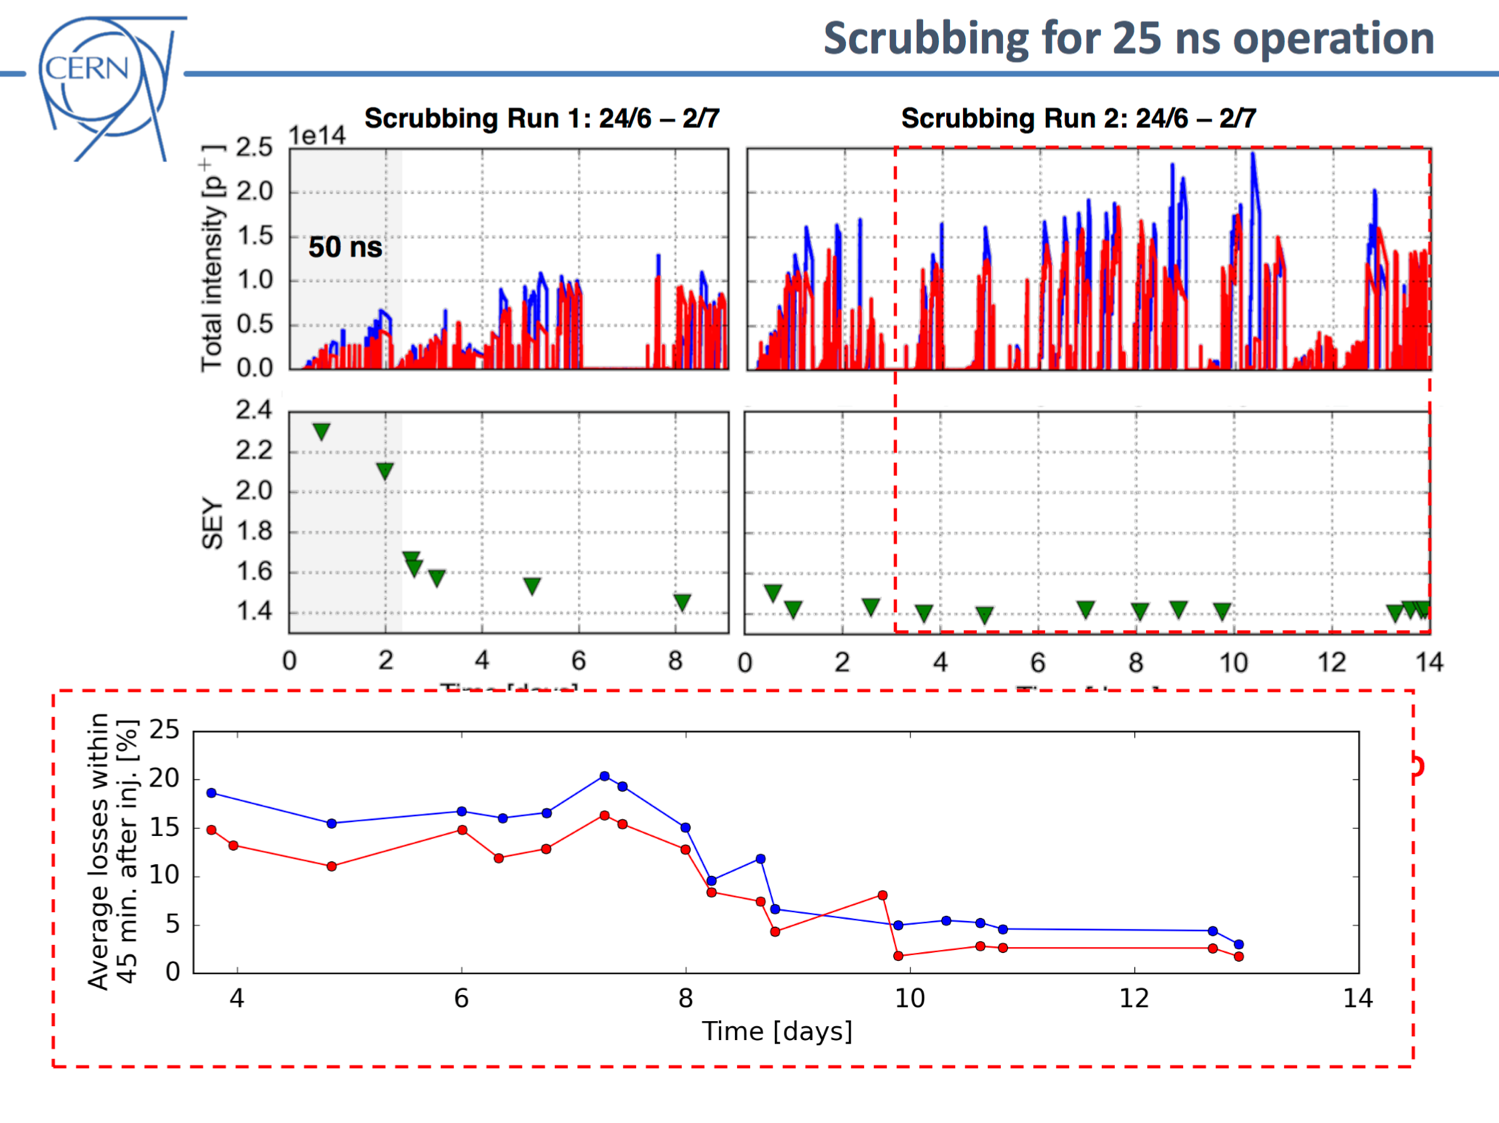 CERN
Scrubbing for 25 ns operation
Scrubbing Run 1: 24/6 – 2/7
Scrubbing Run 2: 24/6 – 2/7
1e14
Total intensity [p+]
2.5
2.0
1.5
1.0
0.5
0.0
50 ns
SEY
2.4
2.2
2.0
1.8
1.6
1.4
0 2 4 6 8
0 2 4 6 8 10 12 14
Time [days]
Average losses within
45 min. after inj. [%]
25
20
15
10
5
0
4 6 8 10 12 14
Time [days]